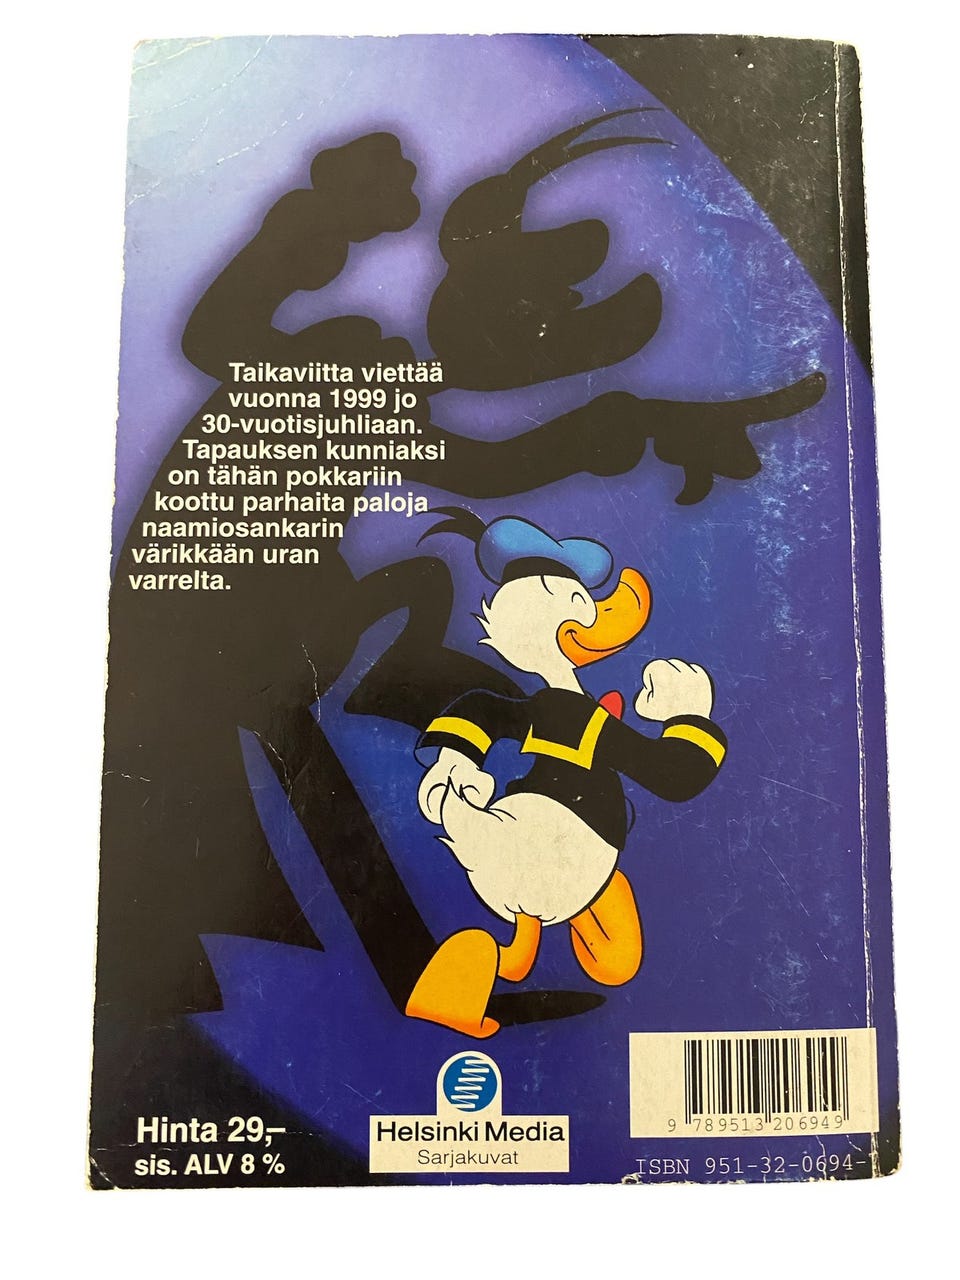 Taikaviitta viettää
vuonna 1999 jo
30-vuotisjuhliaan.
Tapauksen kunniaksi
on tähän pokkariin
koottu parhaita paloja
naamiosankarin
värikkään uran
varrelta.
Hinta 29,–
sis. ALV 8 %
Helsinki Media
Sarjakuvat
9 789513 206949
ISBN 951-32-0694-